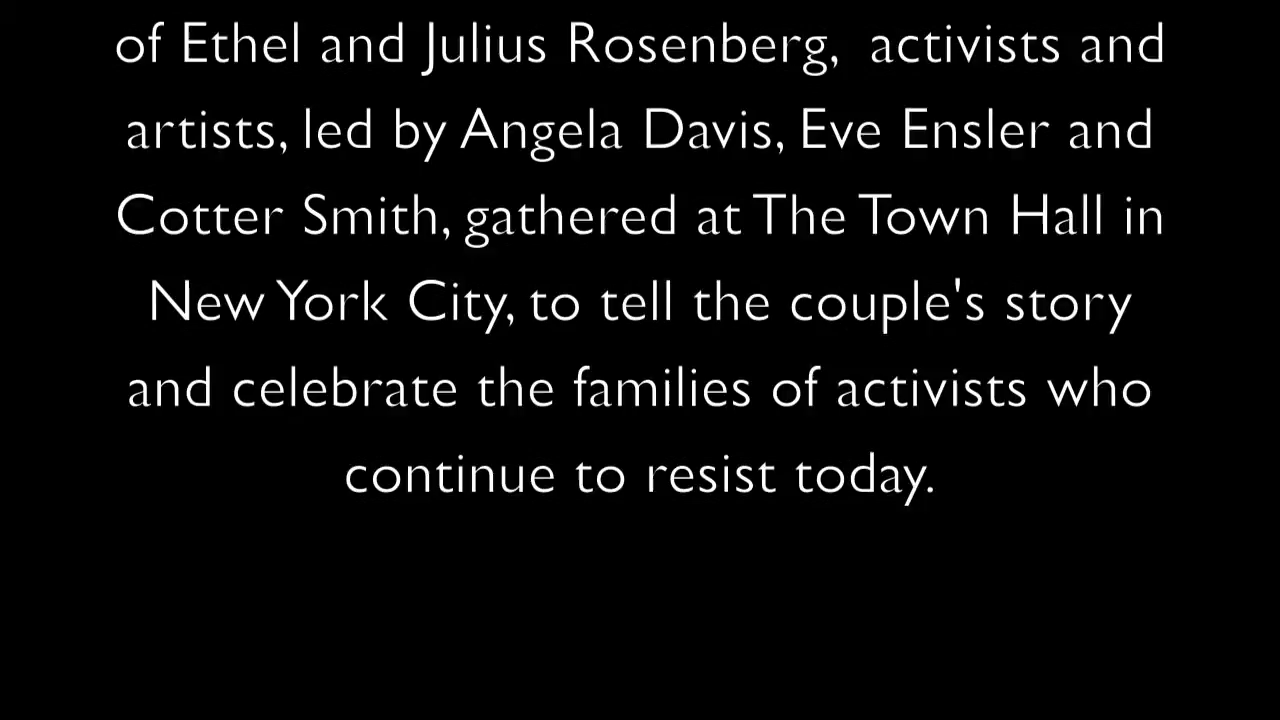 of Ethel and Julius Rosenberg,  activists and
artists, led by Angela Davis, Eve Ensler and
Cotter Smith, gathered at The Town Hall in
New York City, to tell the couple's story
and celebrate the families of activists who
continue to resist today.